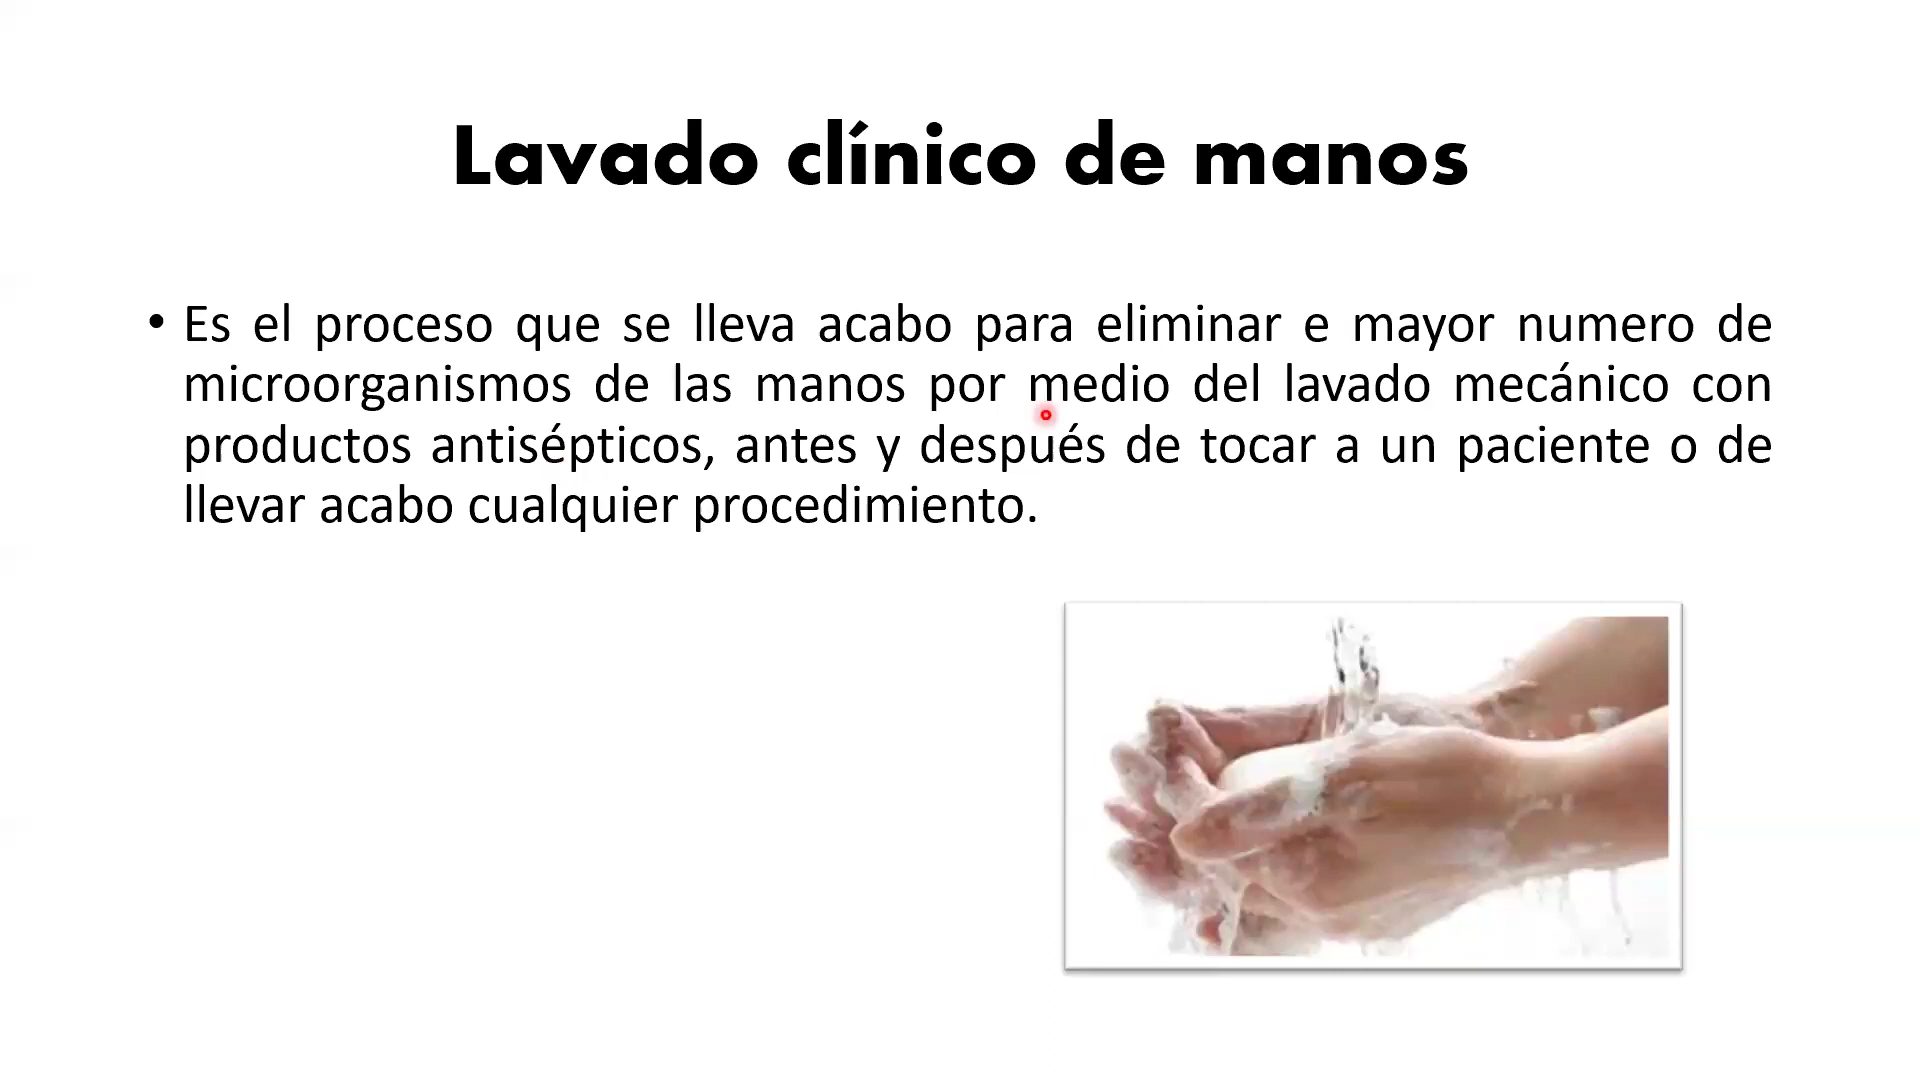 Lavado clínico de manos
• Es el proceso que se lleva acabo para eliminar e mayor numero de
microorganismos de las manos por medio del lavado mecánico con
productos antisépticos, antes y después de tocar a un paciente o de
llevar acabo cualquier procedimiento.